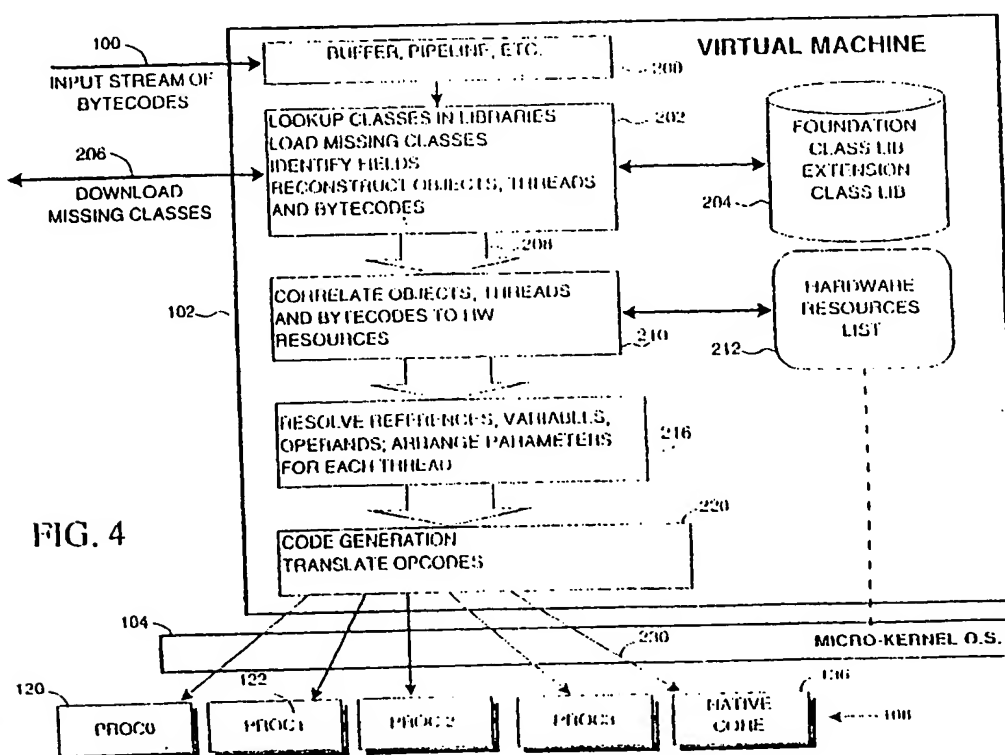 100
INPUT STREAM OF
BYTECODES
BUFFER, PIPELINE, ETC.
200
VIRTUAL MACHINE
LOOKUP CLASSES IN LIBRARIES
LOAD MISSING CLASSES
IDENTIFY FIELDS
RECONSTRUCT OBJECTS, THREADS
AND BYTECODES
202
206
DOWNLOAD
MISSING CLASSES
FOUNDATION
CLASS LIB
EXTENSION
CLASS LIB
204
208
102
CORRELATE OBJECTS, THREADS
AND BYTECODES TO HW
RESOURCES
210
HARDWARE
RESOURCES
LIST
212
RESOLVE REFERENCES, VARIABLES,
OPERANDS; ARRANGE PARAMETERS
FOR EACH THREAD
216
FIG. 4
220
CODE GENERATION
TRANSLATE OPCODES
104
230
MICRO-KERNEL O.S.
120
122
136
PROC0
PROC1
PROC 2
PROC3
NATIVE
CORE
108